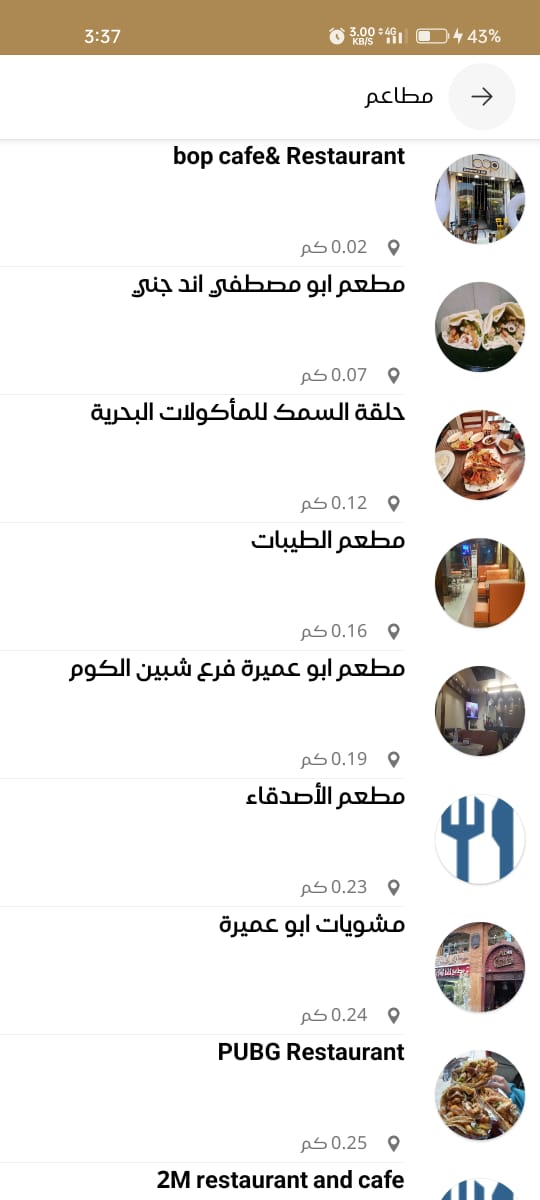 3:37
3.00 KB/S
4G
43%
مطاعم
bop cafe& Restaurant
0.02 كم
مطعم ابو مصطفي اند جني
0.07 كم
حلقة السمك للمأكولات البحرية
0.12 كم
مطعم الطيبات
0.16 كم
مطعم ابو عميرة فرع شبين الكوم
0.19 كم
مطعم الأصدقاء
0.23 كم
مشويات ابو عميرة
0.24 كم
PUBG Restaurant
0.25 كم
2M restaurant and cafe